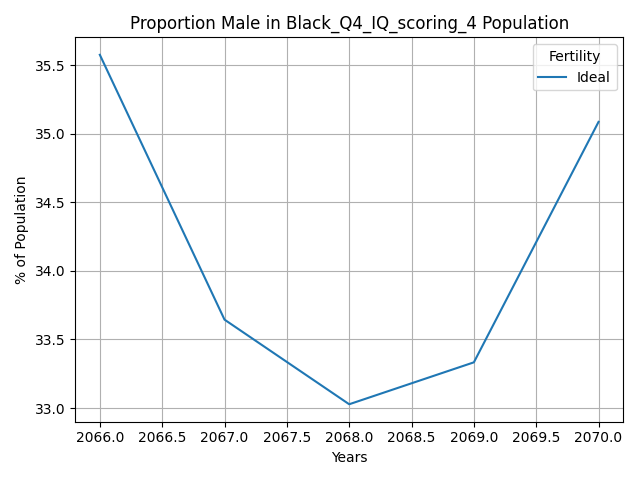 Proportion Male in Black_Q4_IQ_scoring_4 Population
Fertility
Ideal
35.5
35.0
34.5
34.0
33.5
33.0
% of Population
2066.0 2066.5 2067.0 2067.5 2068.0 2068.5 2069.0 2069.5 2070.0
Years